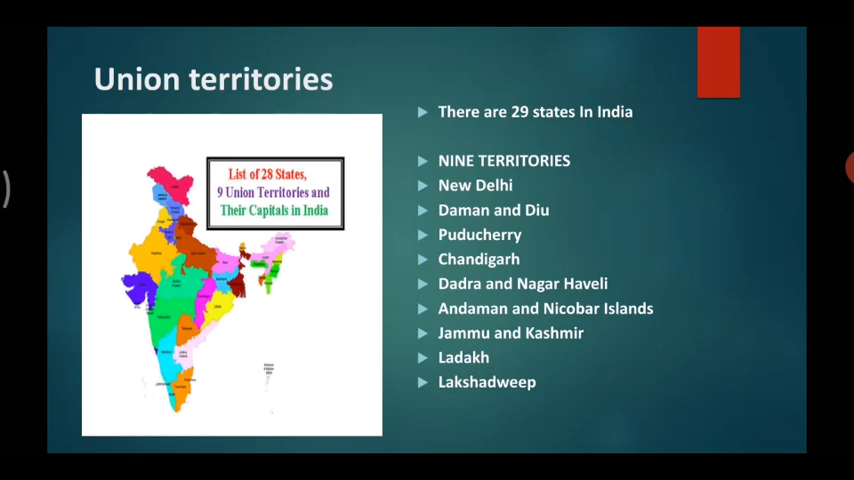 Union territories
List of 28 States,
9 Union Territories and
Their Capitals in India
There are 29 states In India
NINE TERRITORIES
New Delhi
Daman and Diu
Puducherry
Chandigarh
Dadra and Nagar Haveli
Andaman and Nicobar Islands
Jammu and Kashmir
Ladakh
Lakshadweep